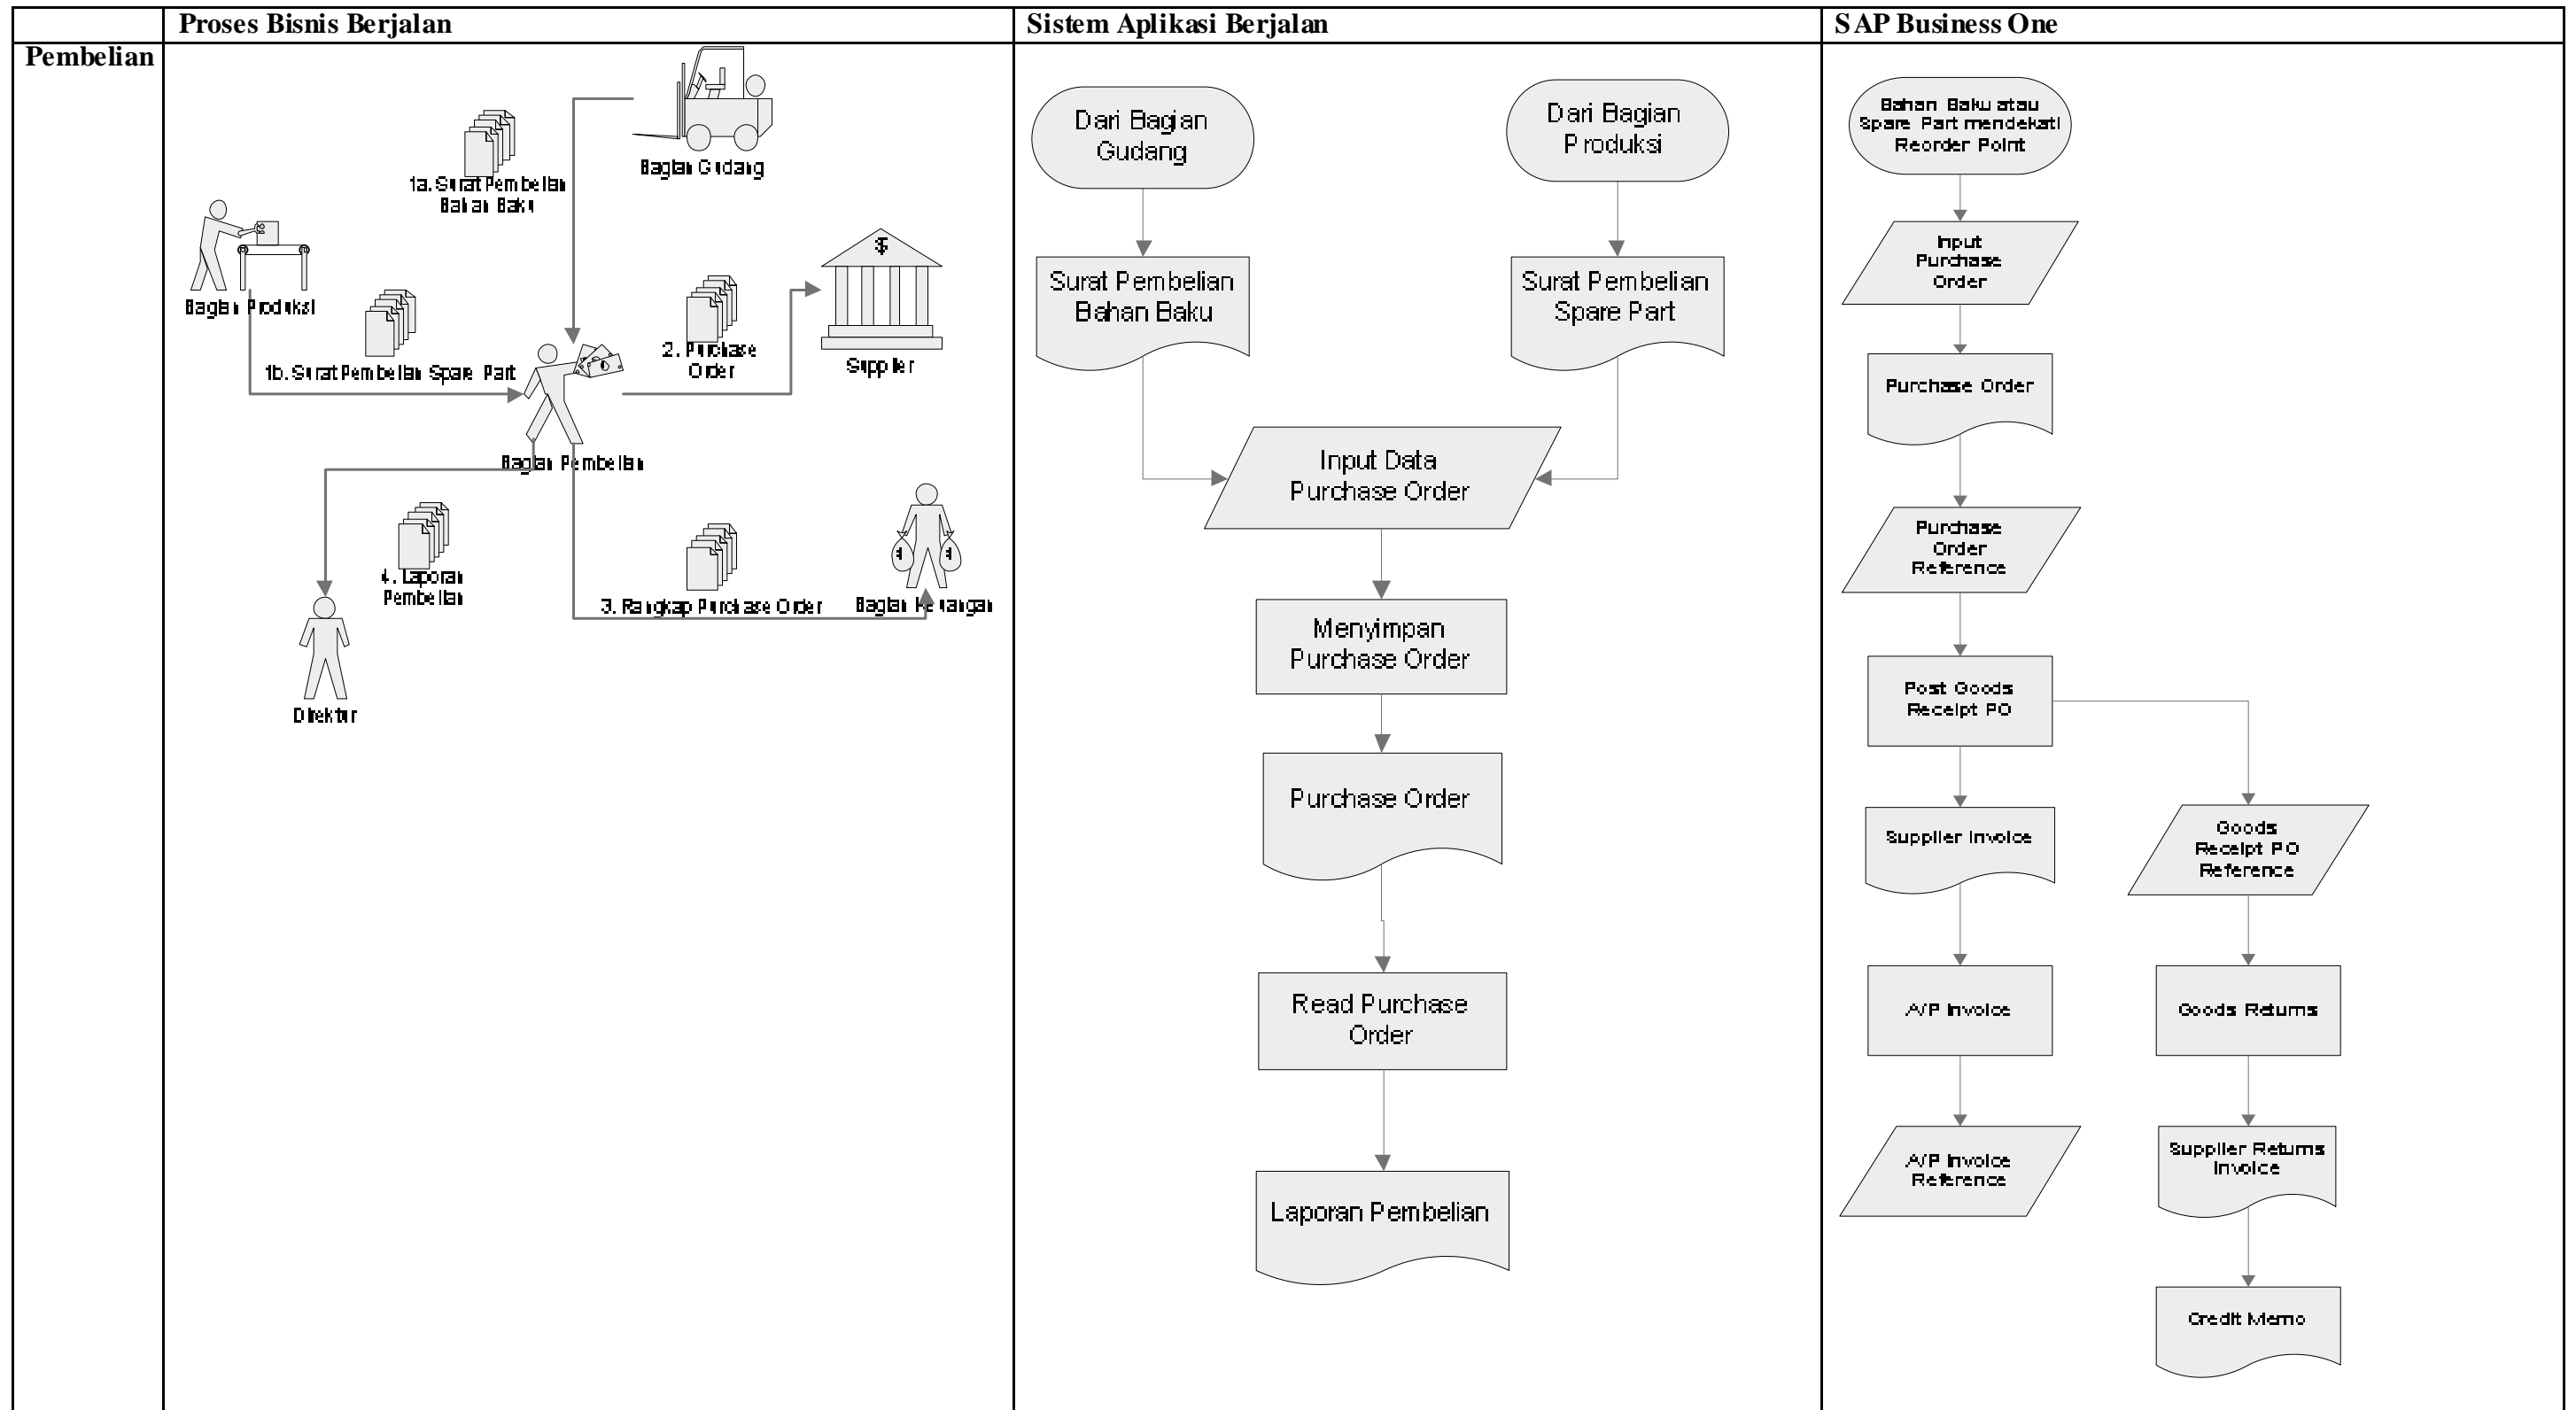 Proses Bisnis Berjalan
Sistem Aplikasi Berjalan
SAP Business One
Pembelian
Bagian Gudang
1a. Surat Pembelian
Bahan Baku
Bagian Produksi
1b. Surat Pembelian Spare Part
2. Purchase
Order
$
Supplier
Bagian Pembelian
4. Laporan
Pembelian
3. Rangkap Purchase Order
Bagian Keuangan
Direktur
Dari Bagian
Gudang
Dari Bagian
Produksi
Surat Pembelian
Bahan Baku
Surat Pembelian
Spare Part
Input Data
Purchase Order
Menyimpan
Purchase Order
Purchase Order
Read Purchase
Order
Laporan Pembelian
Bahan Baku atau
Spare Part mendekati
Reorder Point
Input
Purchase
Order
Purchase Order
Purchase
Order
Reference
Post Goods
Receipt PO
Supplier Invoice
A/P Invoice
A/P Invoice
Reference
Goods
Receipt PO
Reference
Goods Returns
Supplier Returns
Invoice
Credit Memo